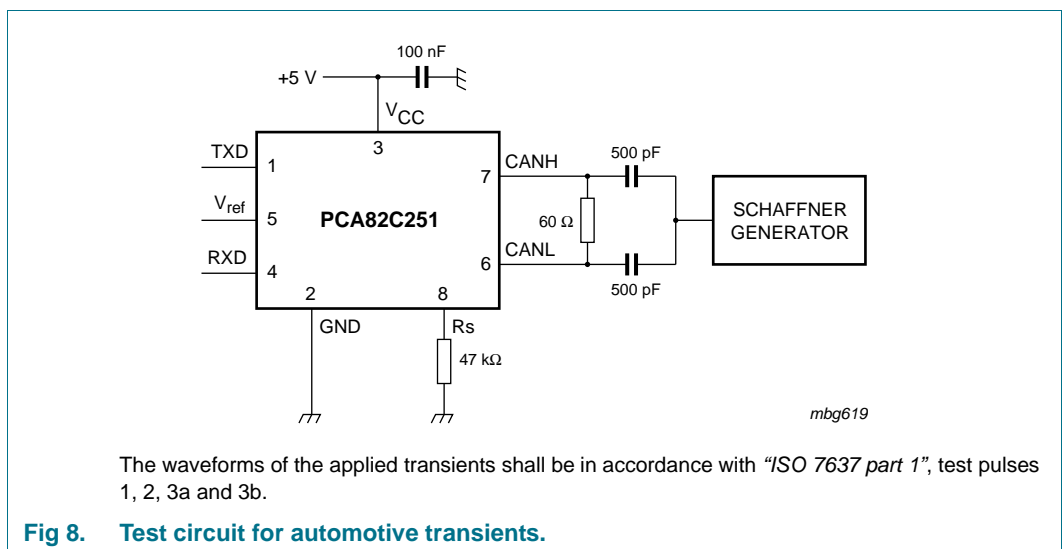 100 nF
+5 V
VCC
3
TXD
1
Vref
5
RXD
4
PCA82C251
7
CANH
6
CANL
500 pF
60 Ω
500 pF
SCHAFFNER
GENERATOR
2
GND
8
Rs
47 kΩ
mbg619
The waveforms of the applied transients shall be in accordance with “ISO 7637 part 1”, test pulses
1, 2, 3a and 3b.
Fig 8. Test circuit for automotive transients.